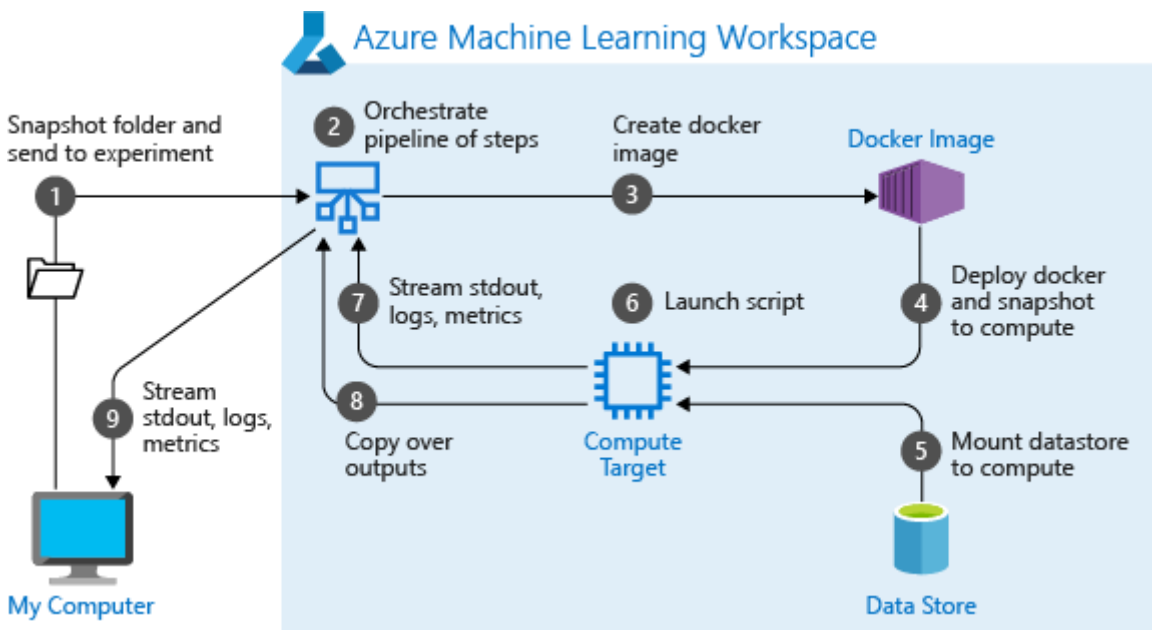 Azure Machine Learning Workspace
Snapshot folder and
send to experiment
1
2
Orchestrate
pipeline of steps
Create docker
image
3
Docker Image
Deploy docker
and snapshot
to compute
4
7
Stream stdout,
logs, metrics
6
Launch script
9
Stream
stdout, logs,
metrics
8
Copy over
outputs
Compute
Target
5
Mount datastore
to compute
My Computer
Data Store